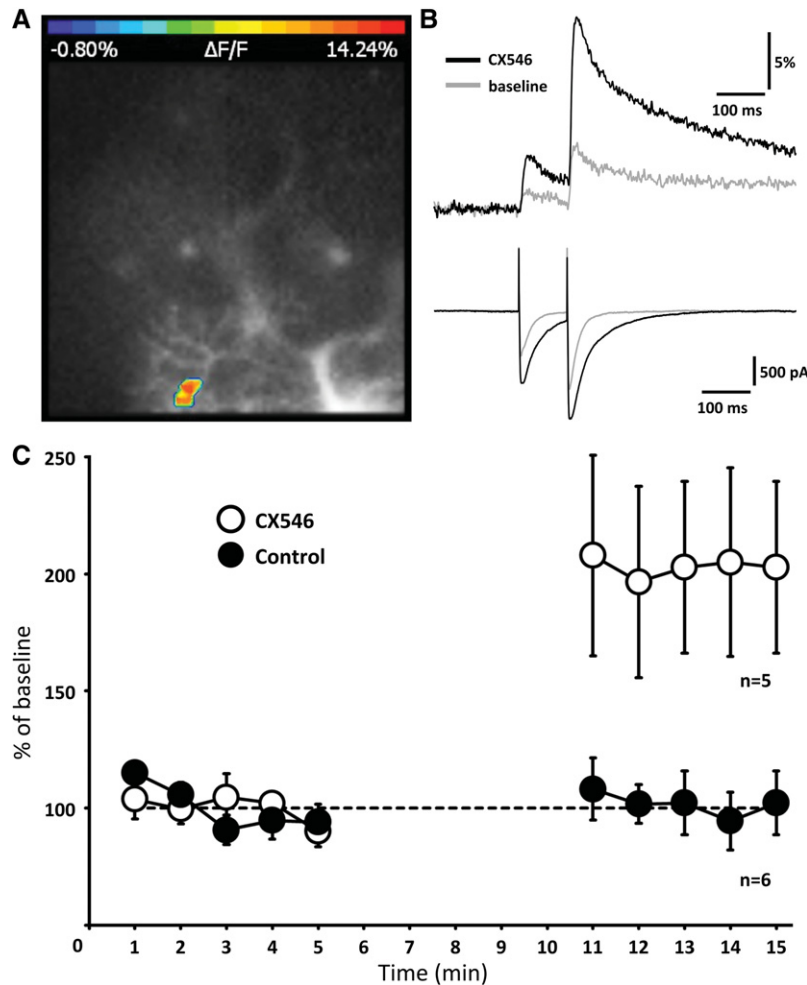 A
-0.80% ΔF/F 14.24%
B
CX546
baseline
5%
100 ms
500 pA
100 ms
C
250
200
150
100
0
% of baseline
CX546
Control
n=5
n=6
1 2 3 4 5 6 7 8 9 10 11 12 13 14 15
Time (min)